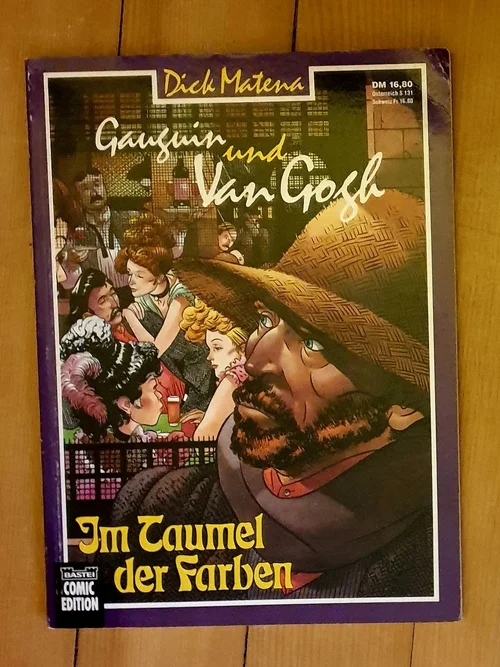 Dick Matena
DM 16,80
Österreich S 131
Schweiz Fr. 16.80
Gauguin
und
Van Gogh
Im Taumel
der Farben
BASTEI
COMIC
EDITION